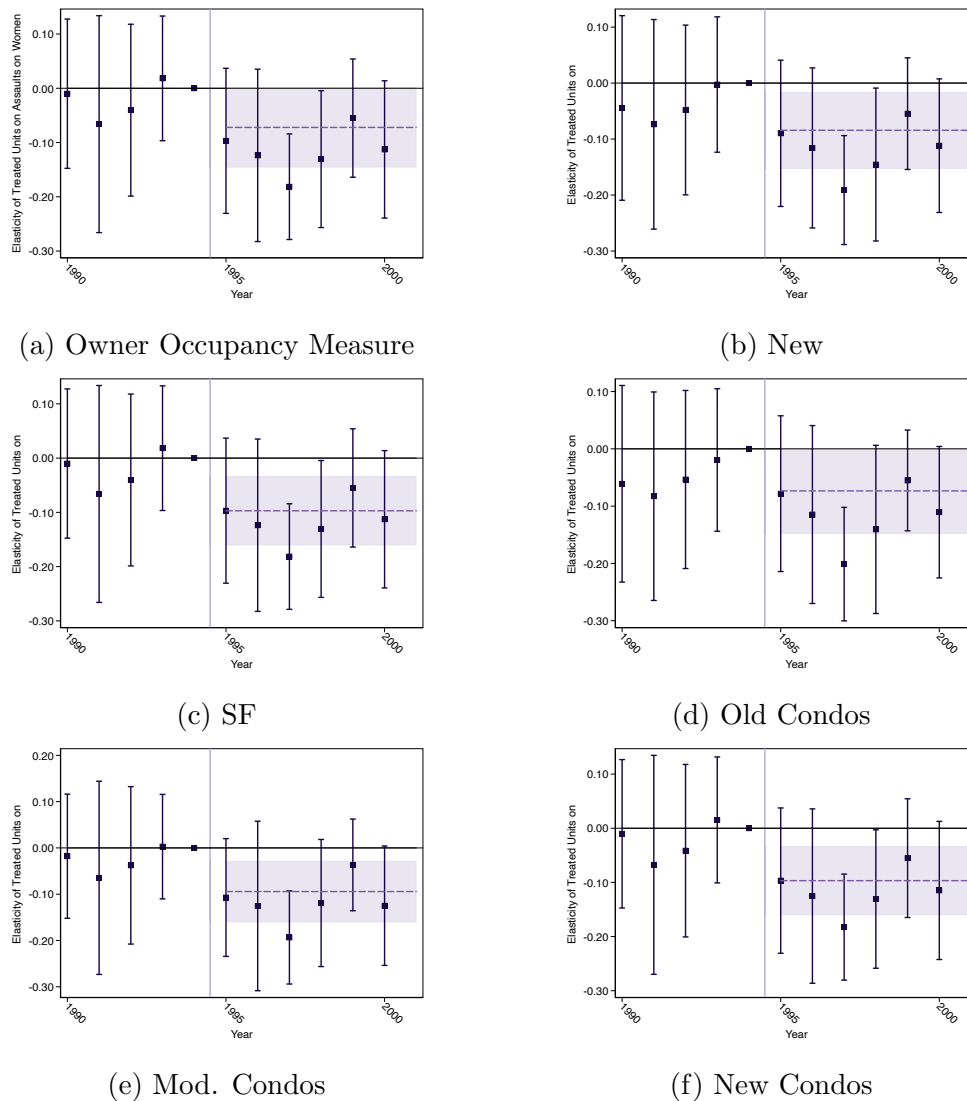 Elasticity of Treated Units on Assaults on Women
0.10
0.00
-0.10
-0.20
-0.30
1990
1995
2000
Year
(a) Owner Occupancy Measure
Elasticity of Treated Units on
0.10
0.00
-0.10
-0.20
-0.30
1990
1995
2000
Year
(b) New
Elasticity of Treated Units on
0.10
0.00
-0.10
-0.20
-0.30
1990
1995
2000
Year
(c) SF
Elasticity of Treated Units on
0.10
0.00
-0.10
-0.20
-0.30
1990
1995
2000
Year
(d) Old Condos
Elasticity of Treated Units on
0.20
0.10
0.00
-0.10
-0.20
-0.30
1990
1995
2000
Year
(e) Mod. Condos
Elasticity of Treated Units on
0.10
0.00
-0.10
-0.20
-0.30
1990
1995
2000
Year
(f) New Condos